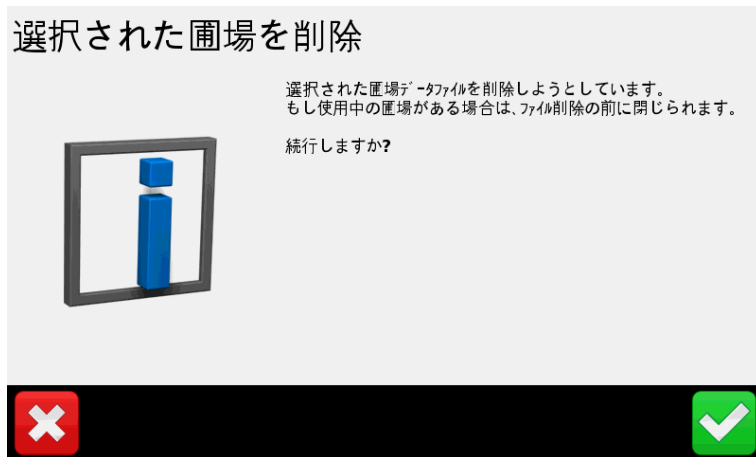 選択された圃場を削除
選択された圃場ﾃﾞｰﾀﾌｧｲﾙを削除しようとしています。
もし使用中の圃場がある場合は、ﾌｧｲﾙ削除の前に閉じられます。
続行しますか?